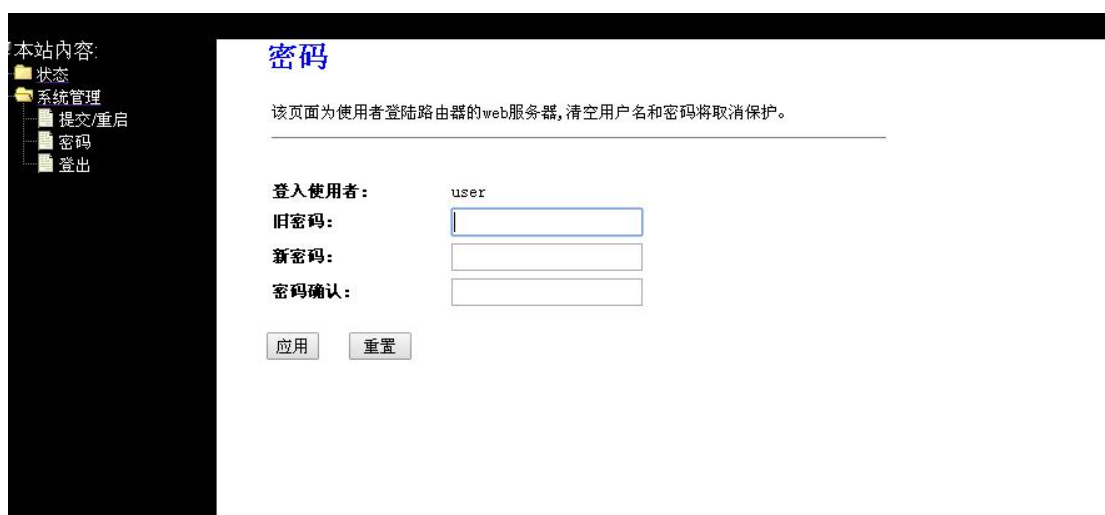 本站内容:
状态
系统管理
提交/重启
密码
登出
密码
该页面为使用者登陆路由器的web服务器,清空用户名和密码将取消保护。
登入使用者: user
旧密码:
新密码:
密码确认:
应用 重置